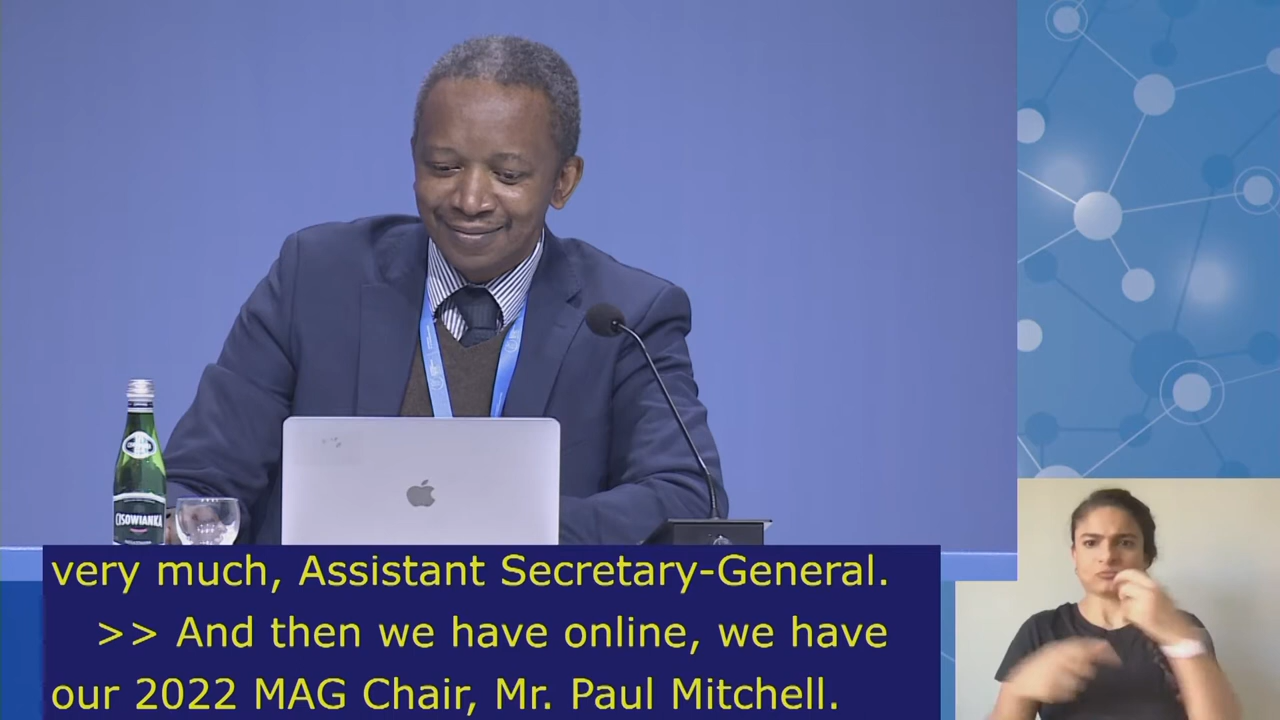 CISOWIANKA
very much, Assistant Secretary-General.
>> And then we have online, we have
our 2022 MAG Chair, Mr. Paul Mitchell.